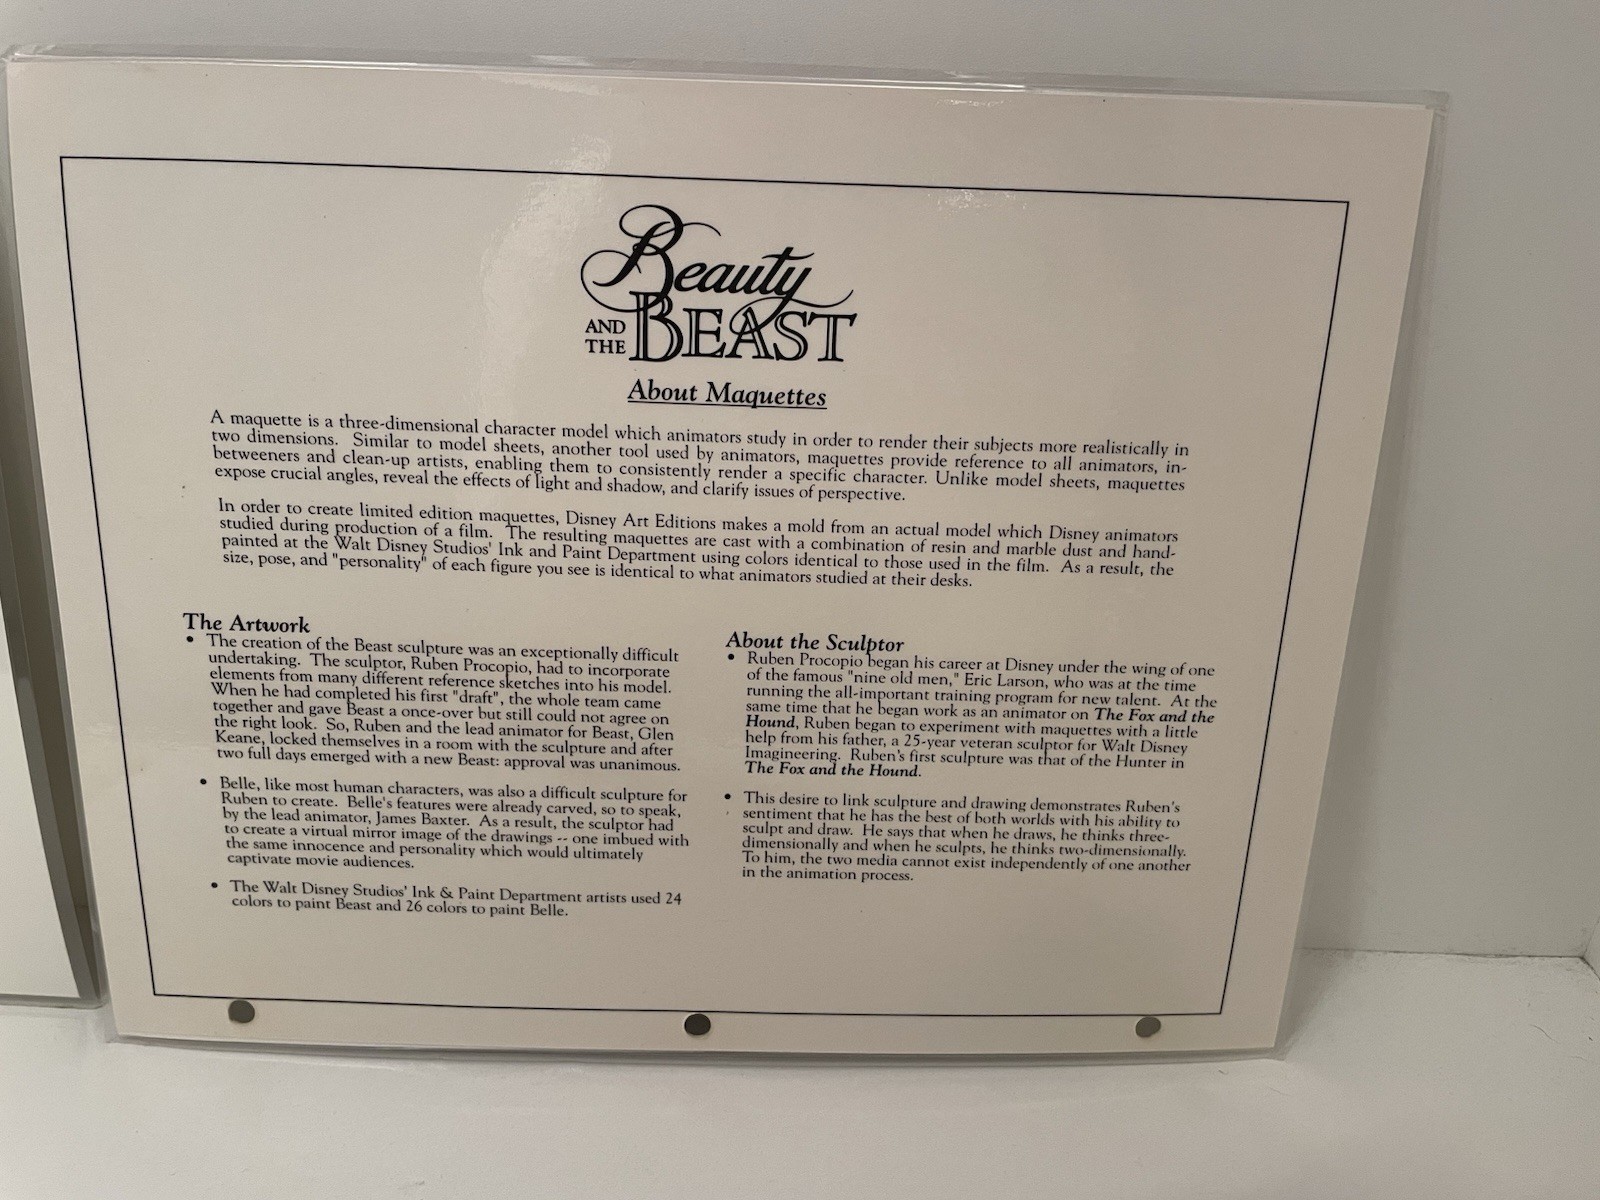 Beauty
AND THE BEAST
About Maquettes
A maquette is a three-dimensional character model which animators study in order to render their subjects more realistically in
two dimensions. Similar to model sheets, another tool used by animators, maquettes provide reference to all animators, in-
betweeners and clean-up artists, enabling them to consistently render a specific character. Unlike model sheets, maquettes
expose crucial angles, reveal the effects of light and shadow, and clarify issues of perspective.
In order to create limited edition maquettes, Disney Art Editions makes a mold from an actual model which Disney animators
studied during production of a film. The resulting maquettes are cast with a combination of resin and marble dust and hand-
painted at the Walt Disney Studios' Ink and Paint Department using colors identical to those used in the film. As a result, the
size, pose, and "personality" of each figure you see is identical to what animators studied at their desks.
The Artwork
• The creation of the Beast sculpture was an exceptionally difficult
undertaking. The sculptor, Ruben Procopio, had to incorporate
elements from many different reference sketches into his model.
When he had completed his first "draft", the whole team came
together and gave Beast a once-over but still could not agree on
the right look. So, Ruben and the lead animator for Beast, Glen
Keane, locked themselves in a room with the sculpture and after
two full days emerged with a new Beast: approval was unanimous.
• Belle, like most human characters, was also a difficult sculpture for
Ruben to create. Belle's features were already carved, so to speak,
by the lead animator, James Baxter. As a result, the sculptor had
to create a virtual mirror image of the drawings -- one imbued with
the same innocence and personality which would ultimately
captivate movie audiences.
• The Walt Disney Studios' Ink & Paint Department artists used 24
colors to paint Beast and 26 colors to paint Belle.
About the Sculptor
• Ruben Procopio began his career at Disney under the wing of one
of the famous "nine old men," Eric Larson, who was at the time
running the all-important training program for new talent. At the
same time that he began work as an animator on The Fox and the
Hound, Ruben began to experiment with maquettes with a little
help from his father, a 25-year veteran sculptor for Walt Disney
Imagineering. Ruben's first sculpture was that of the Hunter in
The Fox and the Hound.
• This desire to link sculpture and drawing demonstrates Ruben's
sentiment that he has the best of both worlds with his ability to
sculpt and draw. He says that when he draws, he thinks three-
dimensionally and when he sculpts, he thinks two-dimensionally.
To him, the two media cannot exist independently of one another
in the animation process.